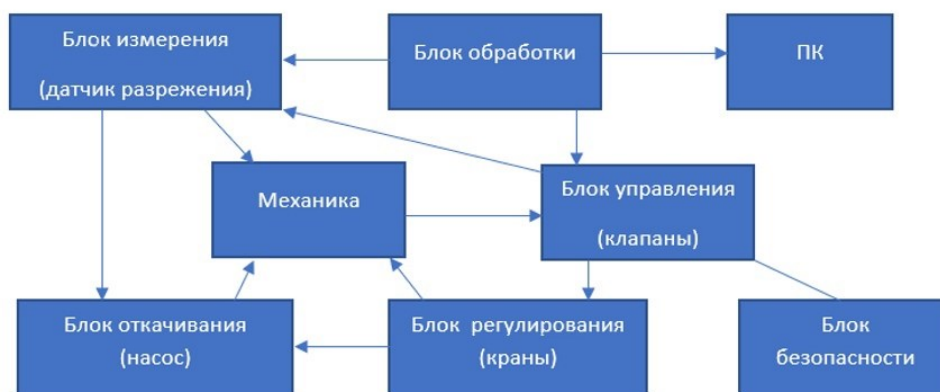 Блок измерения
(датчик разрежения)
Блок обработки
ПК
Механика
Блок управления
(клапаны)
Блок откачивания
(насос)
Блок регулирования
(краны)
Блок
безопасности